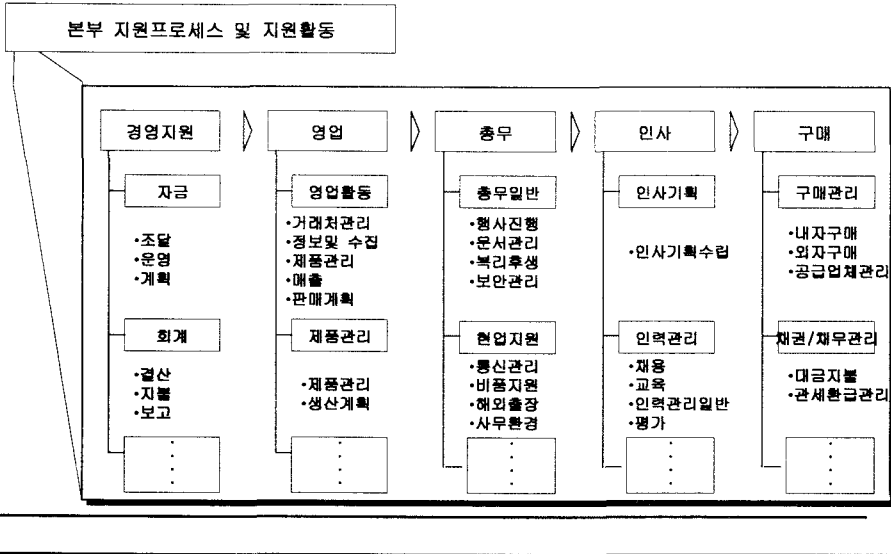 본부 지원프로세스 및 지원활동
경영지원
영업
총무
인사
구매
자금
•조달
•운영
•계획
회계
•결산
•지불
•보고
영업활동
•거래처관리
•정보및 수집
•제품관리
•매출
•판매계획
제품관리
•제품관리
•생산계획
총무일반
•행사진행
•문서관리
•복리후생
•보안관리
현업지원
•통신관리
•비품지원
•해외출장
•사무환경
인사기획
•인사기획수립
인력관리
•채용
•교육
•인력관리일반
•평가
구매관리
•내자구매
•외자구매
•공급업체관리
채권/채무관리
•대금지불
•관세환급관리